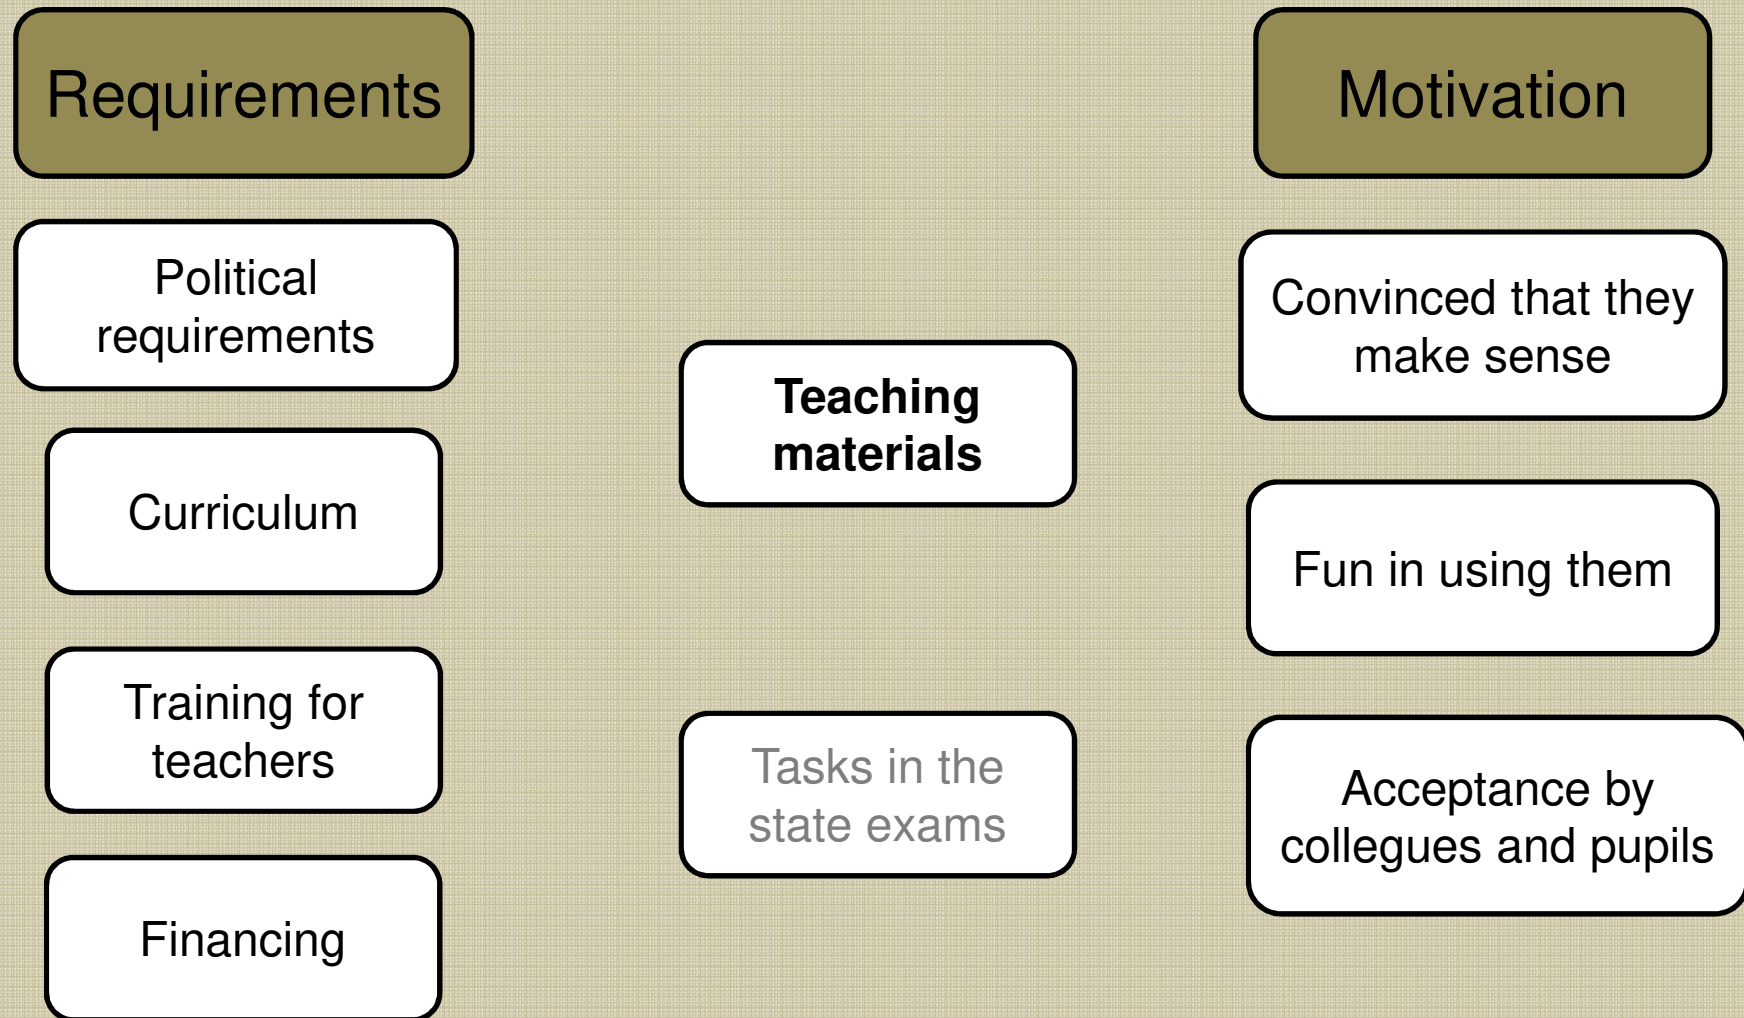 Requirements
Political
requirements
Curriculum
Training for
teachers
Financing
Teaching
materials
Tasks in the
state exams
Motivation
Convinced that they
make sense
Fun in using them
Acceptance by
collegues and pupils